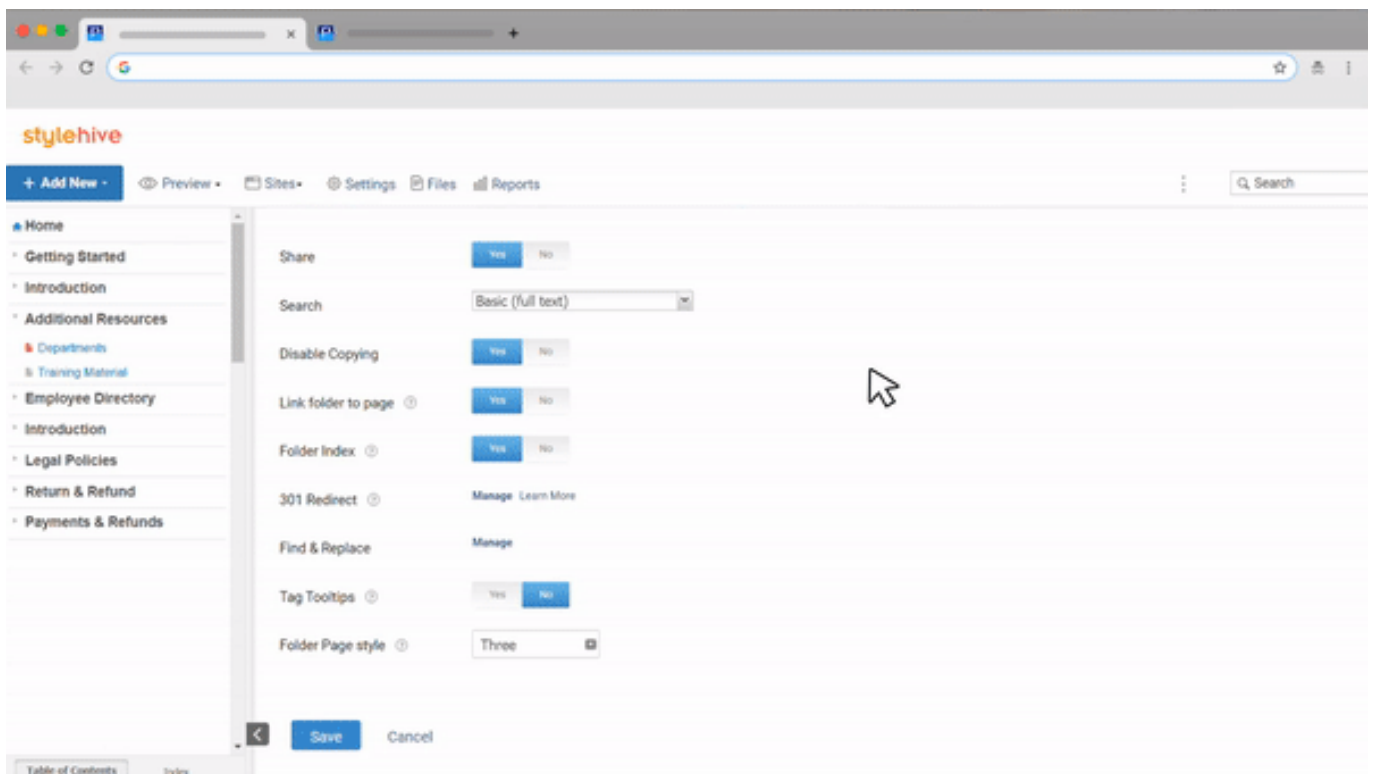 stylehive
+ Add New
Preview
Sites
Settings
Files
Reports
Search
Home
Getting Started
Introduction
Additional Resources
Departments
Training Material
Employee Directory
Introduction
Legal Policies
Return & Refund
Payments & Refunds
Share Yes No
Search Basic (full text)
Disable Copying Yes No
Link folder to page ? Yes No
Folder Index ? Yes No
301 Redirect ? Manage Learn More
Find & Replace Manage
Tag Tooltips ? Yes No
Folder Page style ? Three
Save Cancel
Table of Contents Index